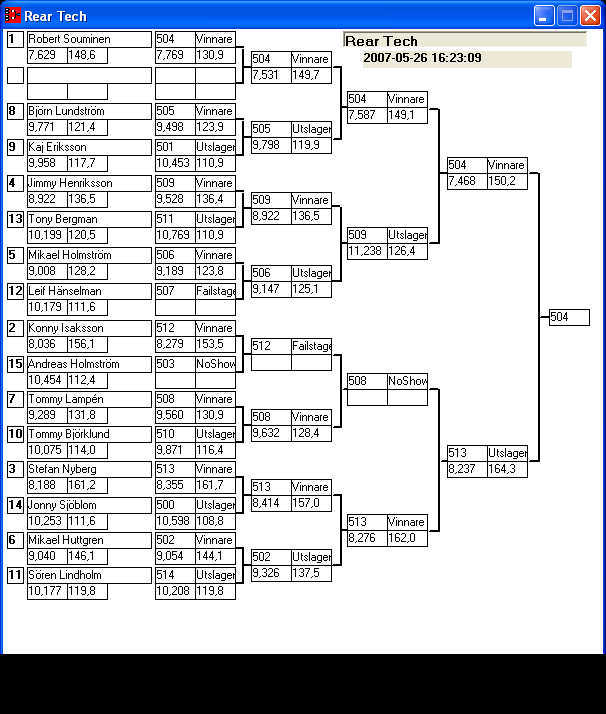 Rear Tech
Rear Tech
2007-05-26 16:23:09
1 Robert Souminen 504 Vinnare
7,629 148,6 7,769 130,9
504 Vinnare
7,531 149,7
504 Vinnare
7,587 149,1
8 Björn Lundström 505 Vinnare
9,771 121,4 9,498 123,9
505 Utslager
9,798 119,9
9 Kaj Eriksson 501 Utslager
9,958 117,7 10,453 110,9
504 Vinnare
7,468 150,2
4 Jimmy Henriksson 509 Vinnare
8,922 136,5 9,528 136,4
509 Vinnare
8,922 136,5
13 Tony Bergman 511 Utslager
10,199 120,5 10,769 110,9
509 Utslager
11,238 126,4
5 Mikael Holmström 506 Vinnare
9,008 128,2 9,189 123,8
506 Utslager
9,147 125,1
12 Leif Hänselman 507 Failstage
10,179 111,6
504
2 Konny Isaksson 512 Vinnare
8,036 156,1 8,279 153,5
512 Failstage
15 Andreas Holmström 503 NoShow
10,454 112,4
508 NoShow
7 Tommy Lampén 508 Vinnare
9,289 131,8 9,560 130,9
508 Vinnare
9,632 128,4
10 Tommy Björklund 510 Utslager
10,075 114,0 9,871 116,4
513 Utslager
8,237 164,3
3 Stefan Nyberg 513 Vinnare
8,188 161,2 8,355 161,7
513 Vinnare
8,414 157,0
14 Jonny Sjöblom 500 Utslager
10,253 111,6 10,598 108,8
513 Vinnare
8,276 162,0
6 Mikael Huttgren 502 Vinnare
9,040 146,1 9,054 144,1
502 Utslager
9,326 137,5
11 Sören Lindholm 514 Utslager
10,177 119,8 10,208 119,8